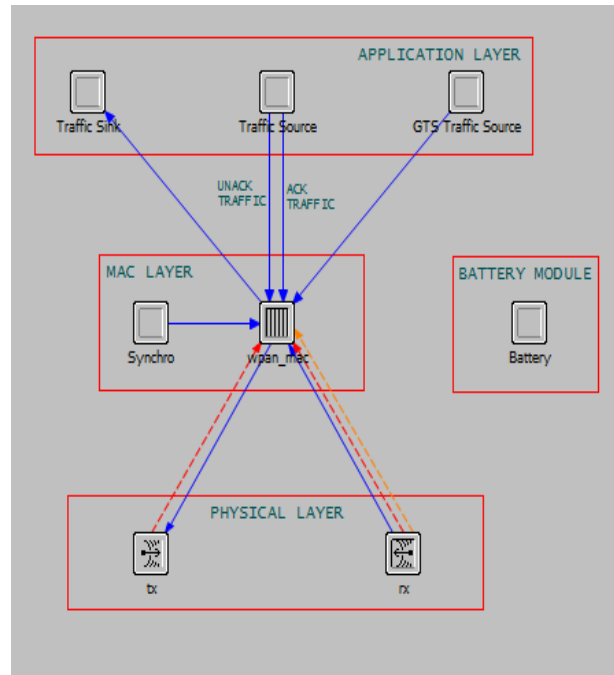 APPLICATION LAYER
Traffic Sink
Traffic Source
GTS Traffic Source
UNACK
TRAFFIC
ACK
TRAFFIC
MAC LAYER
BATTERY MODULE
Synchro
wpan_mac
Battery
PHYSICAL LAYER
tx
rx